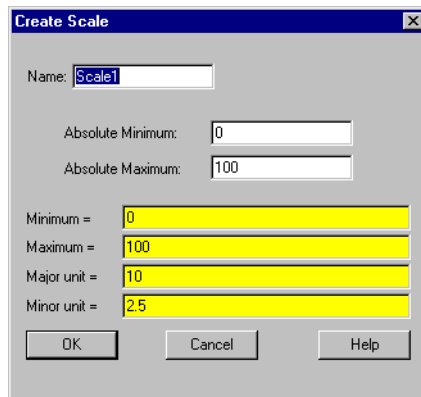 Create Scale
Name: Scale1
Absolute Minimum: 0
Absolute Maximum: 100
Minimum = 0
Maximum = 100
Major unit = 10
Minor unit = 2.5
OK Cancel Help